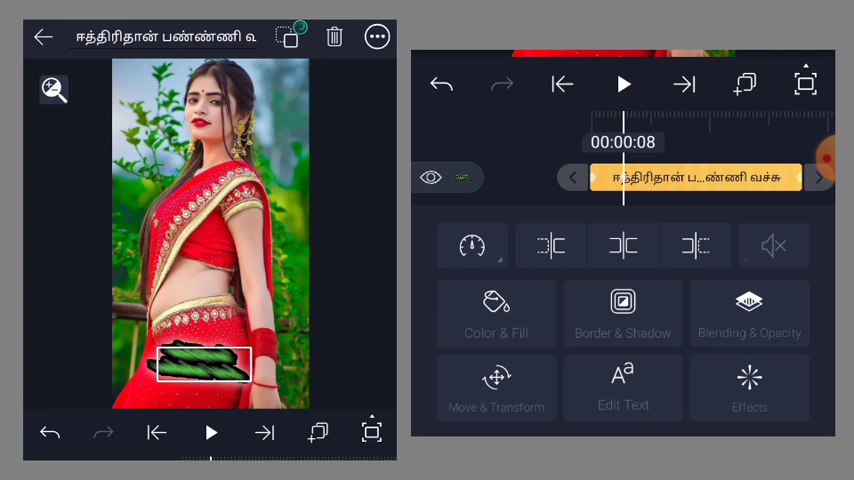 ஈத்திரிதான் பண்ண்ணி வ
00:00:08
ஈத்திரிதான் ப...ண்ணி வச்சு
Color & Fill
Border & Shadow
Blending & Opacity
Move & Transform
Edit Text
Effects